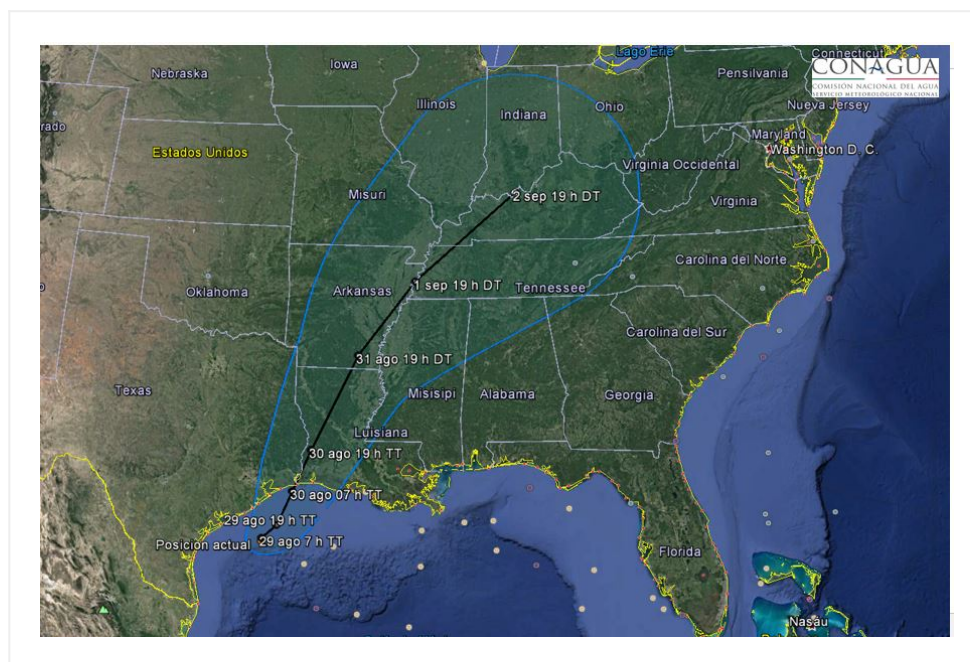 Lago Erie
Connecticut
Iowa
Nebraska
Pensilvania
CONAGUA
COMISIÓN NACIONAL DEL AGUA
SERVICIO METEOROLÓGICO NACIONAL
Illinois
Indiana
Ohio
Nueva Jersey
rado
Maryland
Estados Unidos
Washington D. C.
Virginia Occidental
Misuri
2 sep 19 h DT
Virginia
Carolina del Norte
Oklahoma
Arkansas
1 sep 19 h DT
Tennessee
Carolina del Sur
31 ago 19 h DT
Texas
Misisipi
Alabama
Georgia
Luisiana
30 ago 19 h TT
30 ago 07 h TT
29 ago 19 h TT
Posición actual
29 ago 7 h TT
Florida
Nasáu